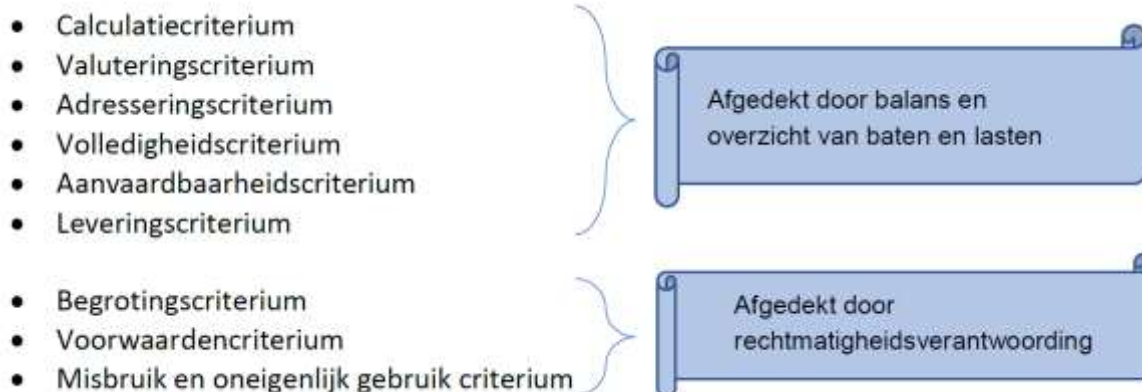 • Calculatiecriterium
• Valuteringscriterium
• Adresseringscriterium
• Volledigheidscriterium
• Aanvaardbaarheidscriterium
• Leveringscriterium
Afgedekt door balans en
overzicht van baten en lasten
• Begrotingscriterium
• Voorwaardencriterium
• Misbruik en oneigenlijk gebruik criterium
Afgedekt door
rechtmatigheidsverantwoording